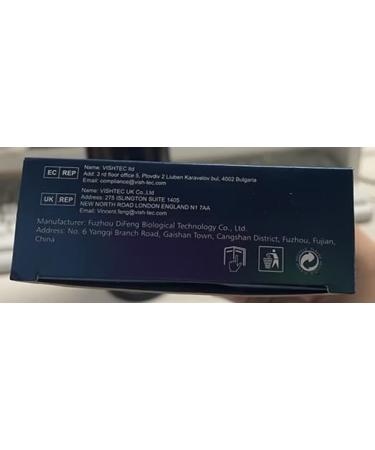 EC REP
Name: VISHTEC ltd
Add: 3 rd floor office 5, Plovdiv 2 Liuben Karavelov bul, 4002 Bulgaria
Email: compliance@vish-tec.com
UK REP
Name: VISHTEC UK Co.,Ltd
Address: 275 ISLINGTON SUITE 1405
NEW NORTH ROAD LONDON ENGLAND N1 7AA
Email: Vincent.feng@vish-tec.com
Manufacturer: Fuzhou DiFeng Biological Technology Co., Ltd.
Address: No. 6 Yangqi Branch Road, Gaishan Town, Cangshan District, Fuzhou, Fujian,
China